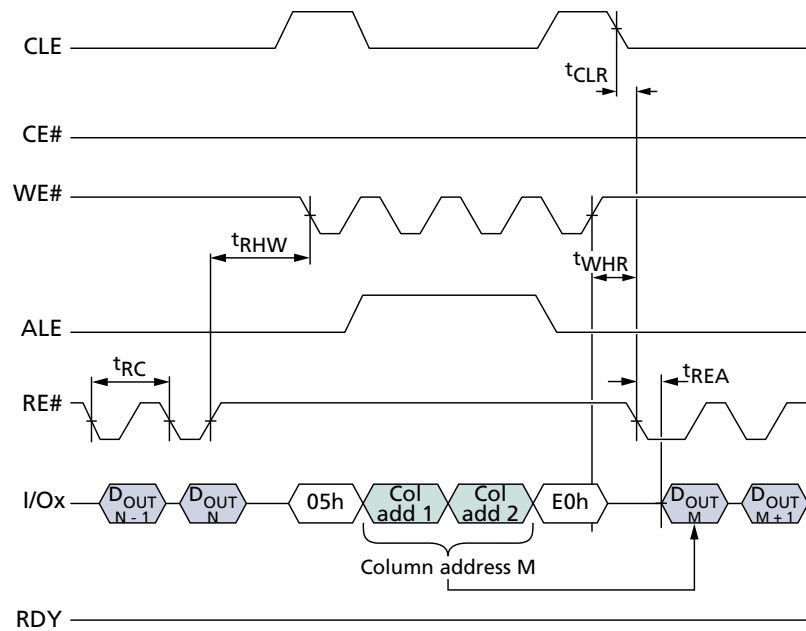 CLE
tCLR
CE#
WE#
tRHW
tWHR
ALE
tRC
tREA
RE#
I/Ox
DOUT
N - 1
DOUT
N
05h
Col
add 1
Col
add 2
E0h
DOUT
M
DOUT
M + 1
Column address M
RDY